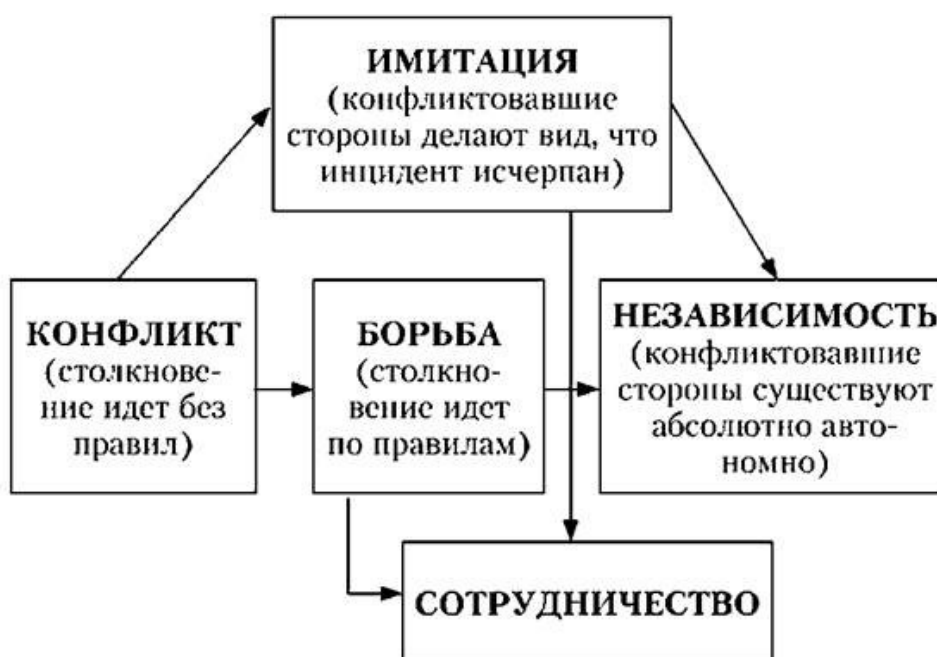 ИМИТАЦИЯ
(конфликтовавшие
стороны делают вид, что
инцидент исчерпан)
КОНФЛИКТ
(столкнове-
ние идет без
правил)
БОРЬБА
(столкно-
вение идет
по правилам)
НЕЗАВИСИМОСТЬ
(конфликтовавшие
стороны существуют
абсолютно авто-
номно)
СОТРУДНИЧЕСТВО